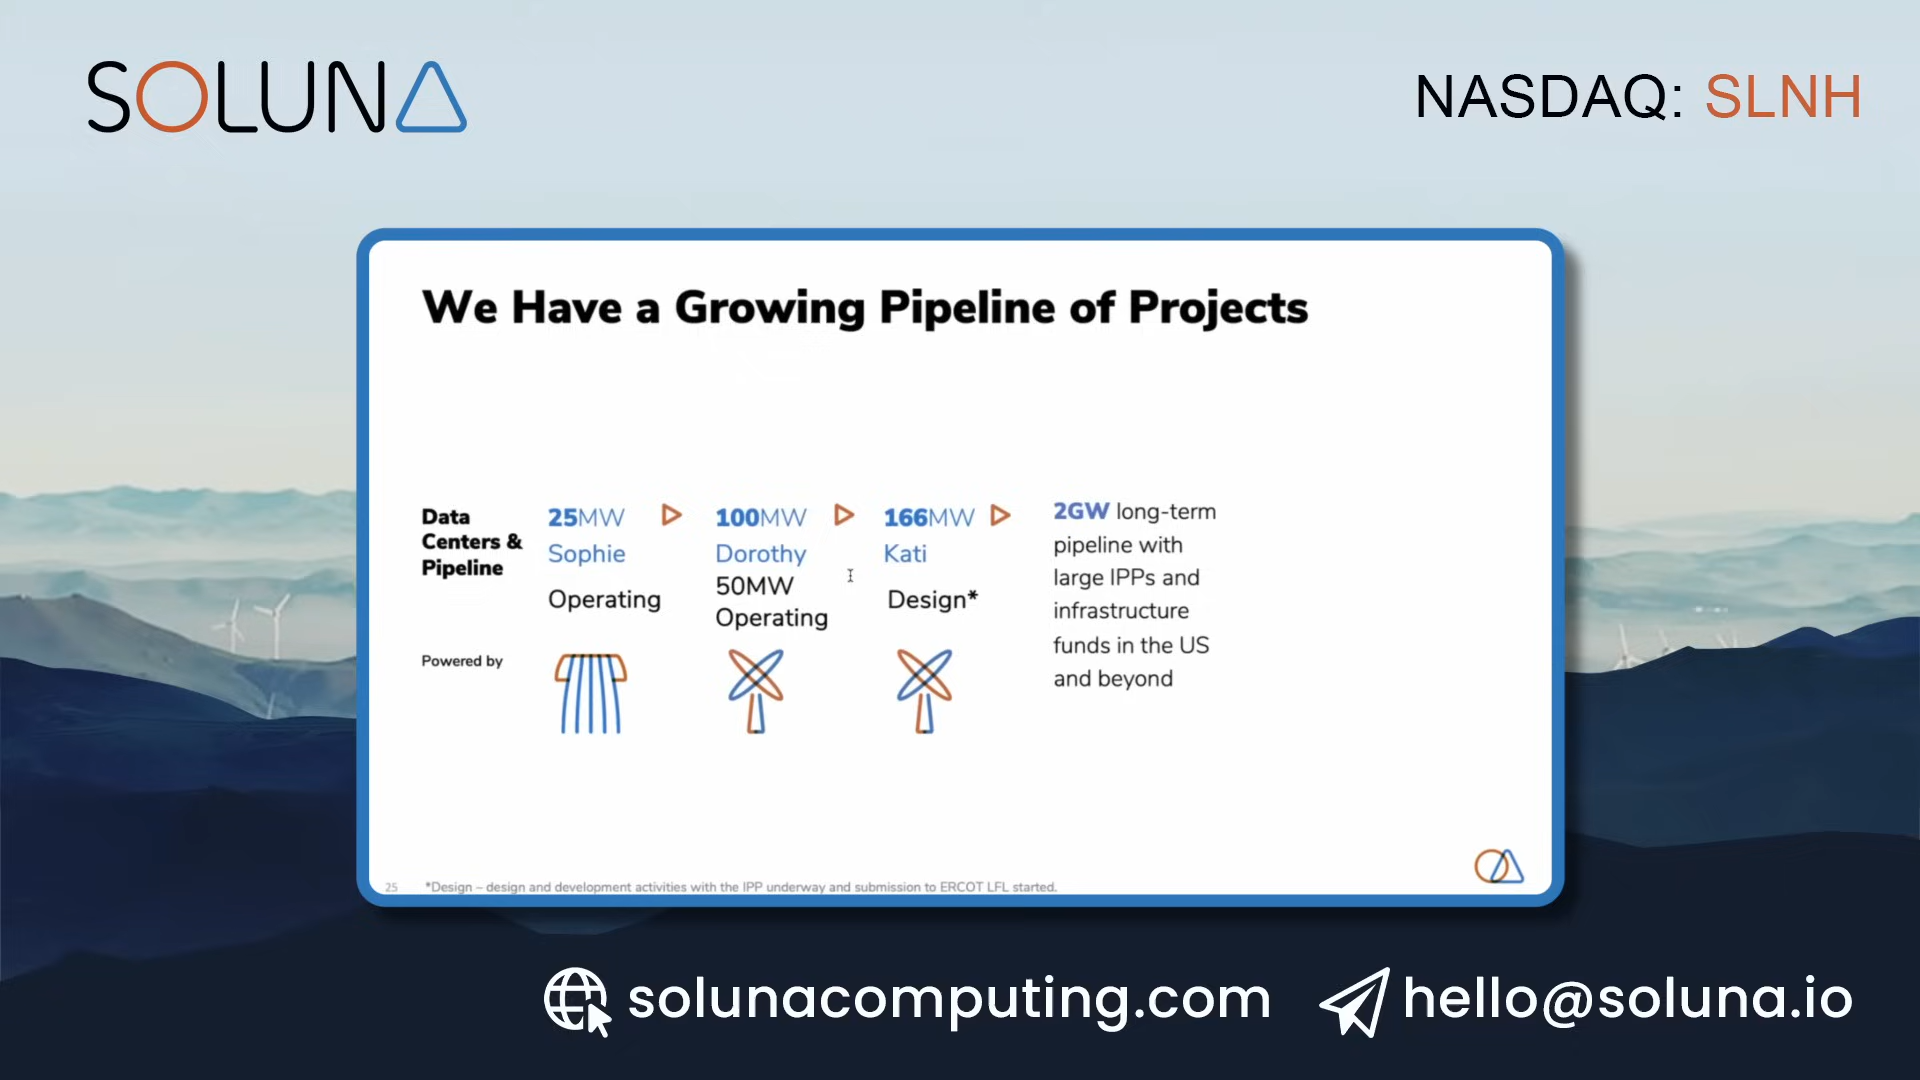 SOLUNA
NASDAQ: SLNH
We Have a Growing Pipeline of Projects
Data
Centers &
Pipeline
25MW
Sophie
Operating
100MW
Dorothy
50MW
Operating
166MW
Kati
Design*
2GW long-term
pipeline with
large IPPs and
infrastructure
funds in the US
and beyond
Powered by
25
*Design – design and development activities with the IPP underway and submission to ERCOT LFL started.
solunacomputing.com
hello@soluna.io